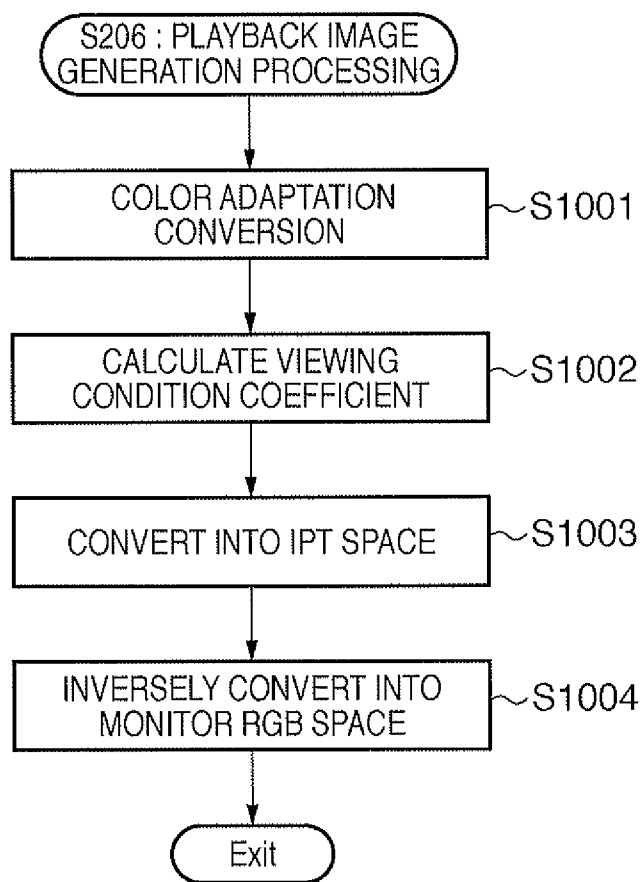 S206 : PLAYBACK IMAGE
GENERATION PROCESSING
COLOR ADAPTATION
CONVERSION
S1001
CALCULATE VIEWING
CONDITION COEFFICIENT
S1002
CONVERT INTO IPT SPACE
S1003
INVERSELY CONVERT INTO
MONITOR RGB SPACE
S1004
Exit